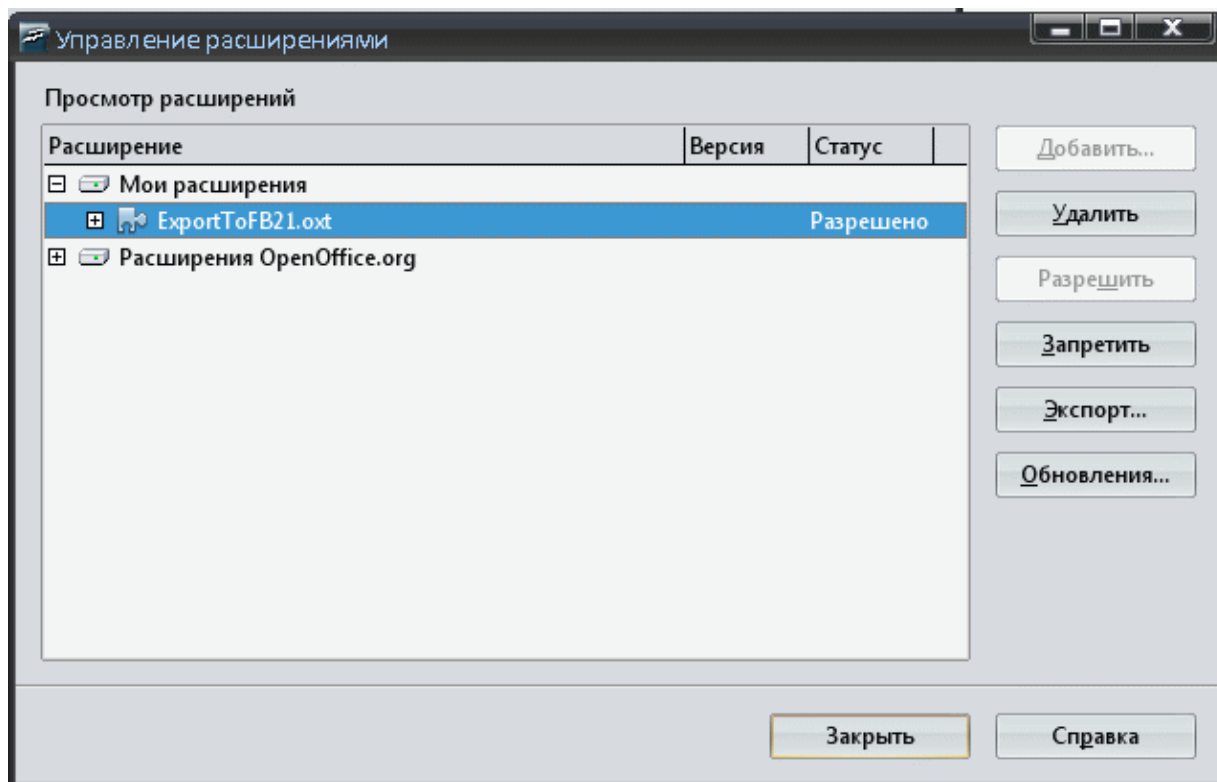 Управление расширениями
Просмотр расширений
Расширение Версия Статус
Мои расширения
ExportToFB21.oxt Разрешено
Расширения OpenOffice.org
Добавить...
Удалить
Разрешить
Запретить
Экспорт...
Обновления...
Закрыть Справка